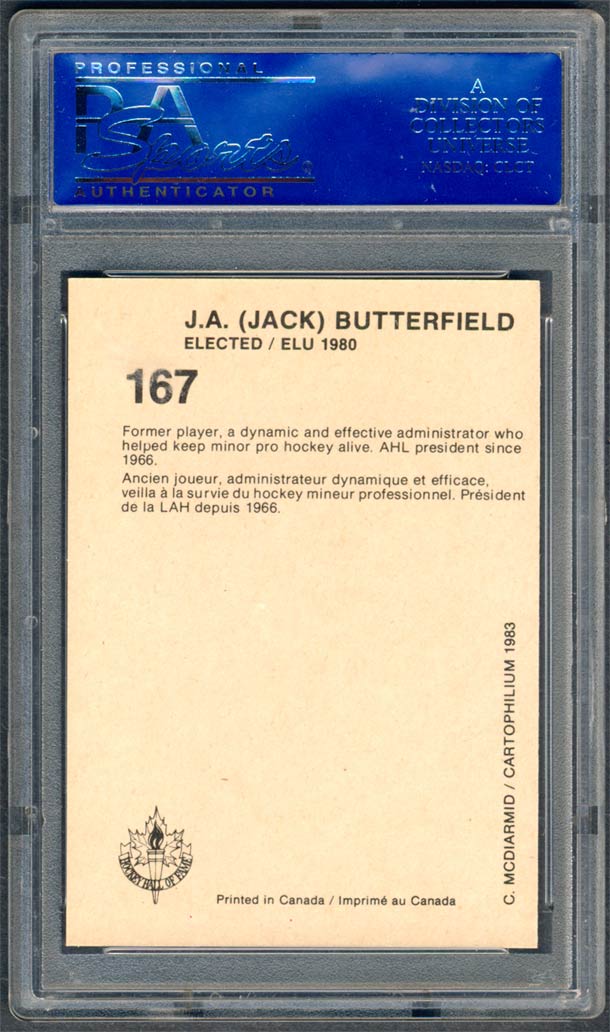 PROFESSIONAL
PSA
Sports
AUTHENTICATOR
A
DIVISION OF
COLLECTORS
UNIVERSE
NASDAQ: CLCT
J.A. (JACK) BUTTERFIELD
ELECTED / ELU 1980
167
Former player, a dynamic and effective administrator who
helped keep minor pro hockey alive. AHL president since
1966.
Ancien joueur, administrateur dynamique et efficace,
veilla à la survie du hockey mineur professionnel. Président
de la LAH depuis 1966.
C. MCDIARMID / CARTOPHILIUM 1983
HOCKEY HALL OF FAME
Printed in Canada / Imprimé au Canada